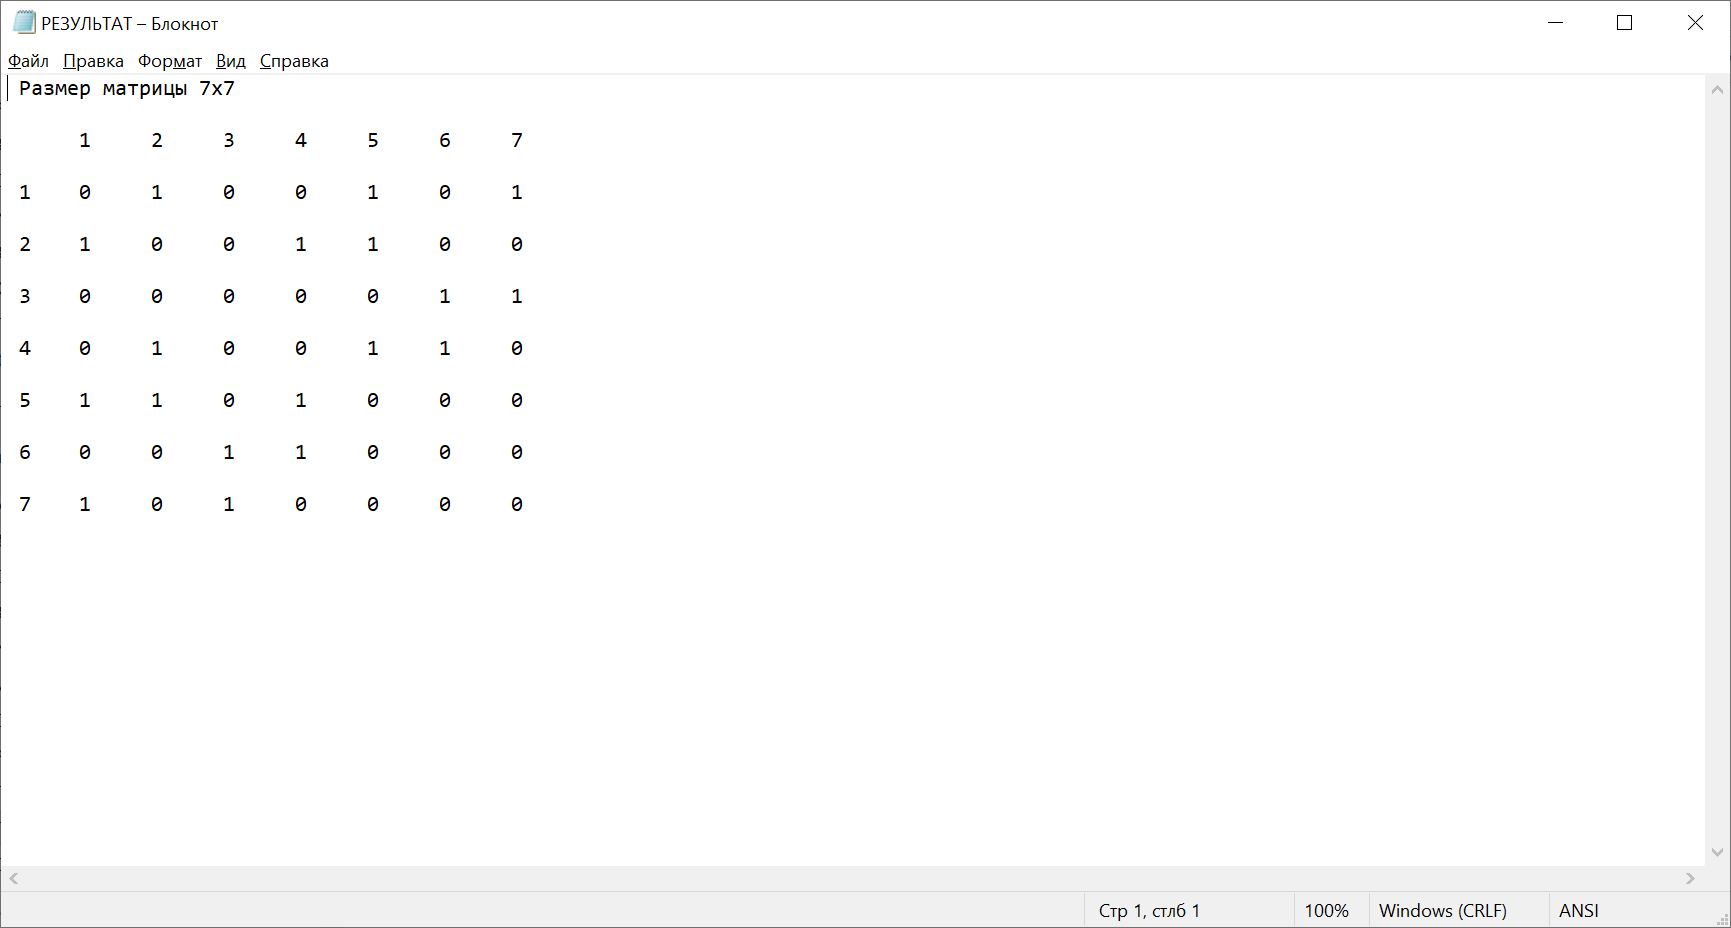 РЕЗУЛЬТАТ – Блокнот
Файл Правка Формат Вид Справка
Размер матрицы 7x7
1 2 3 4 5 6 7
1 0 1 0 0 1 0 1
2 1 0 0 1 1 0 0
3 0 0 0 0 0 1 1
4 0 1 0 0 1 1 0
5 1 1 0 1 0 0 0
6 0 0 1 1 0 0 0
7 1 0 1 0 0 0 0
Стр 1, стлб 1 100% Windows (CRLF) ANSI